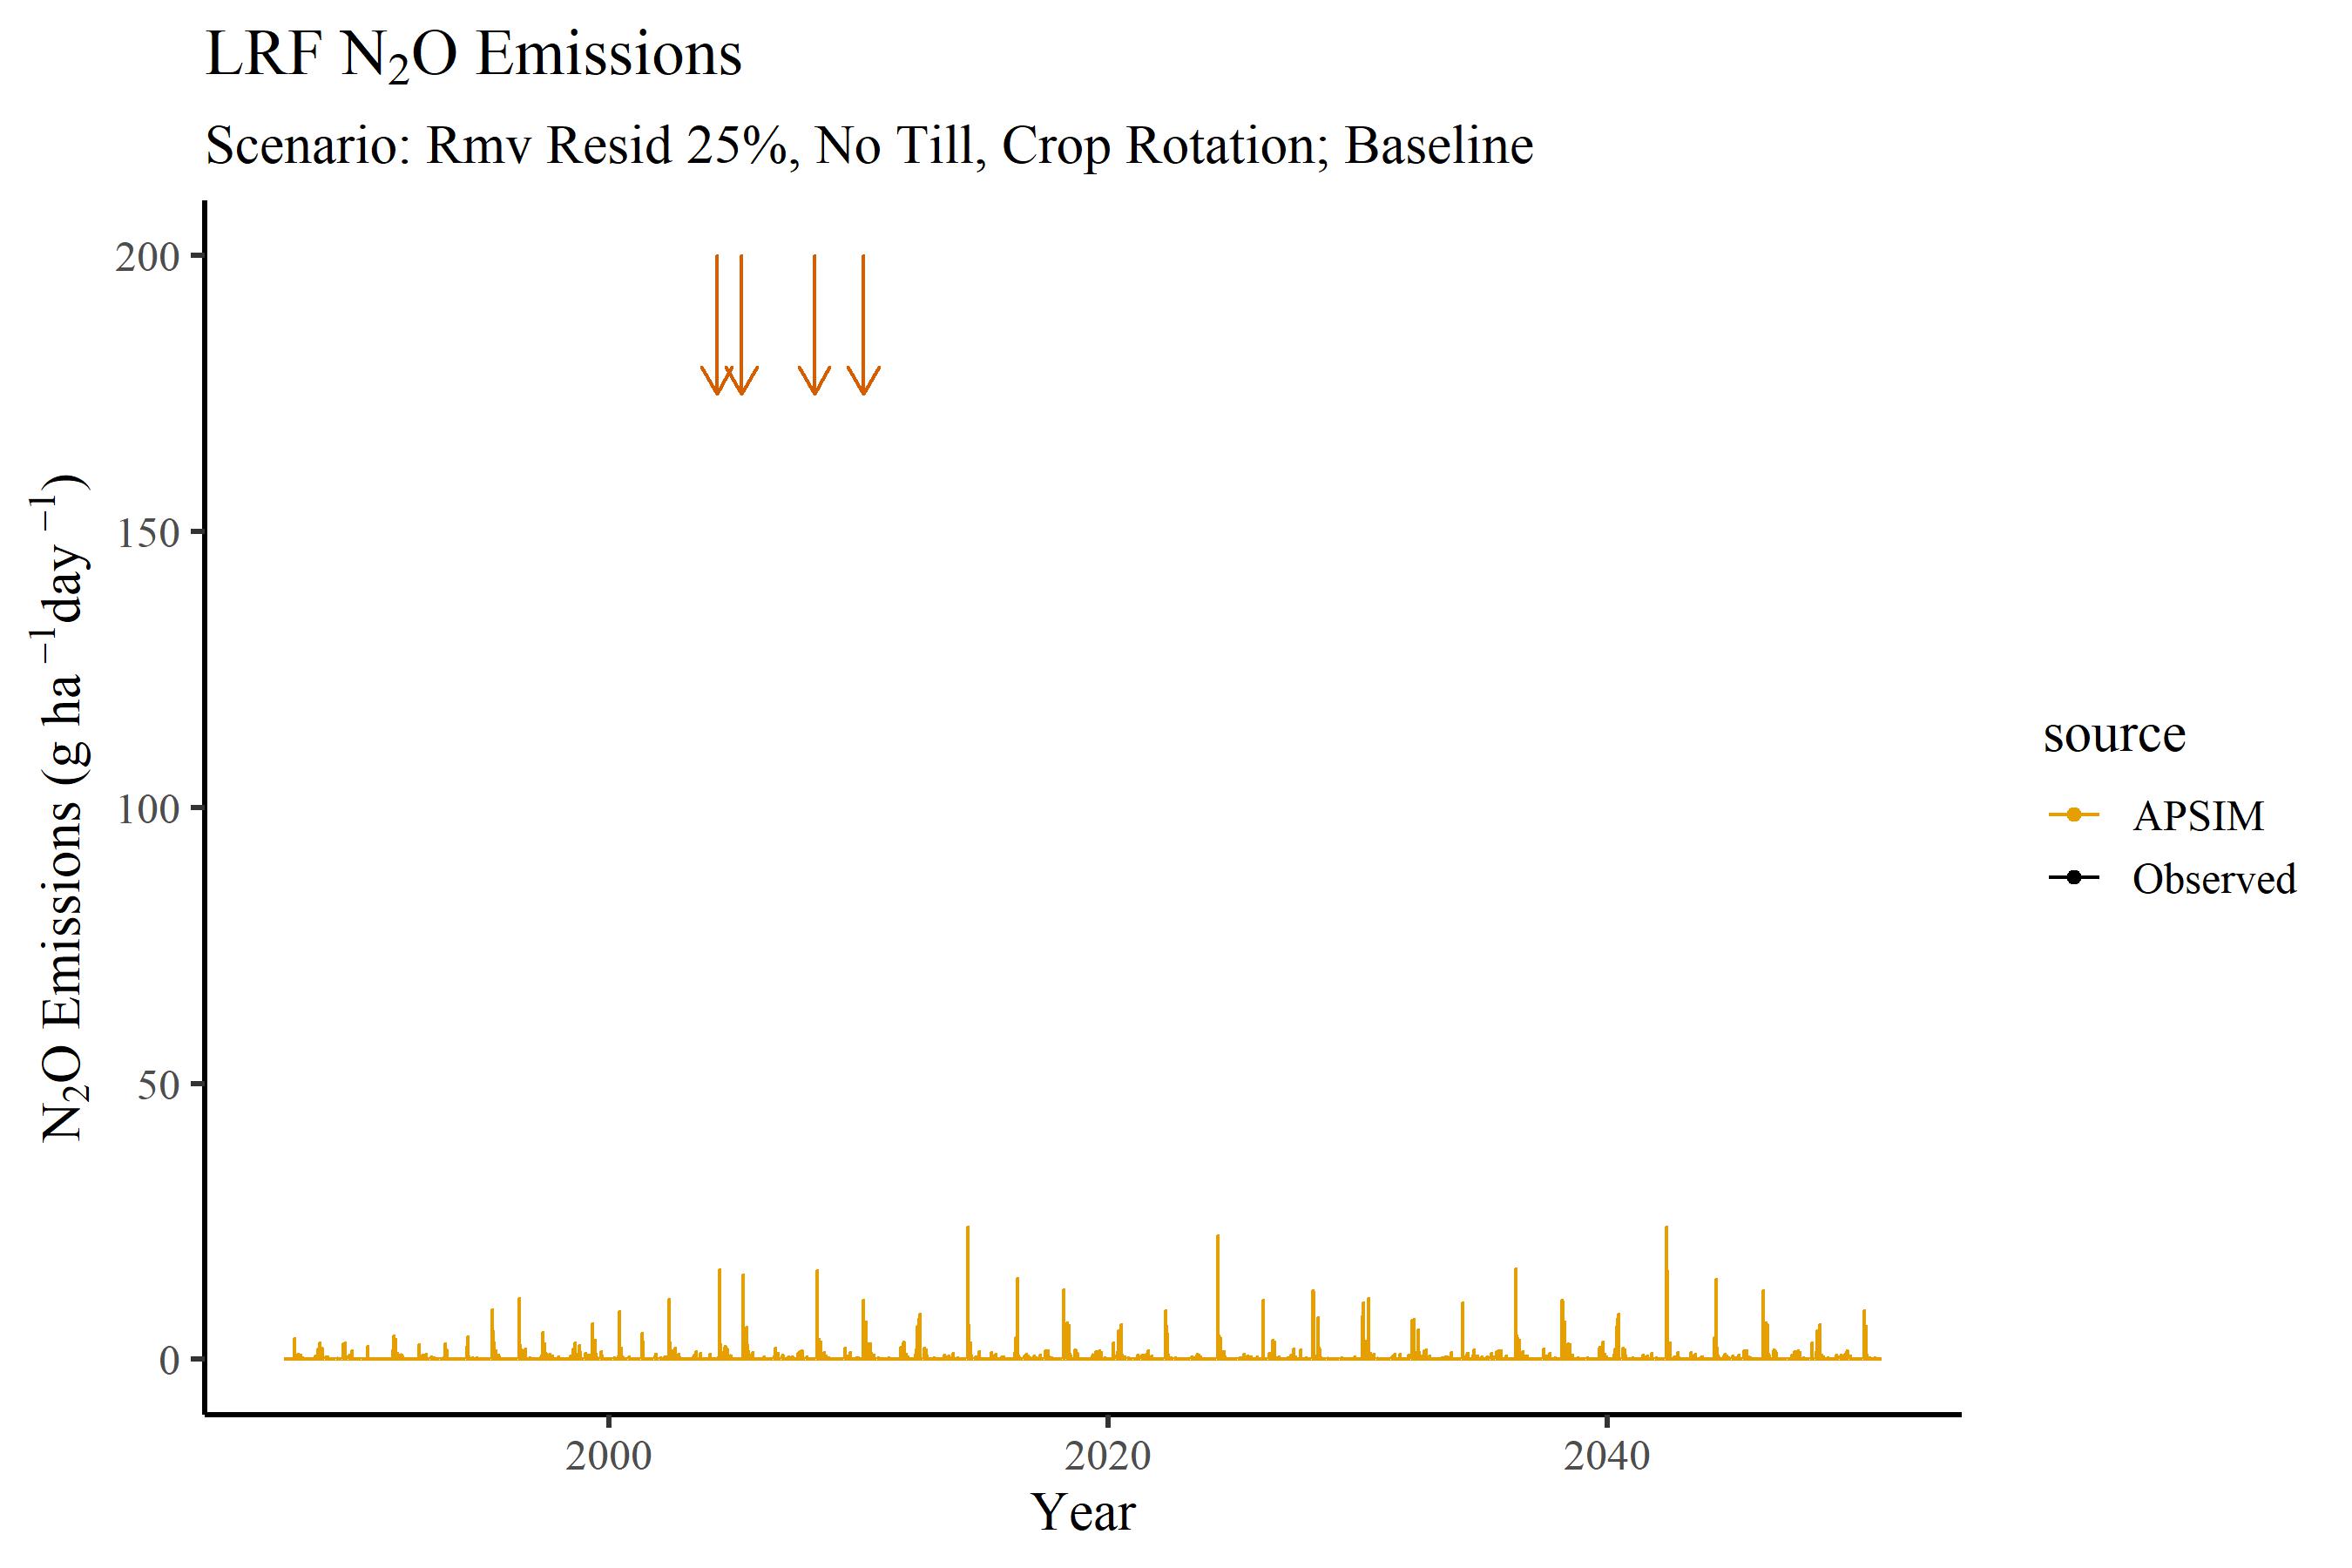 LRF N₂O Emissions
Scenario: Rmv Resid 25%, No Till, Crop Rotation; Baseline
N₂O Emissions (g ha ⁻¹day ⁻¹)
200
150
100
50
0
2000 2020 2040
Year
source
APSIM
Observed